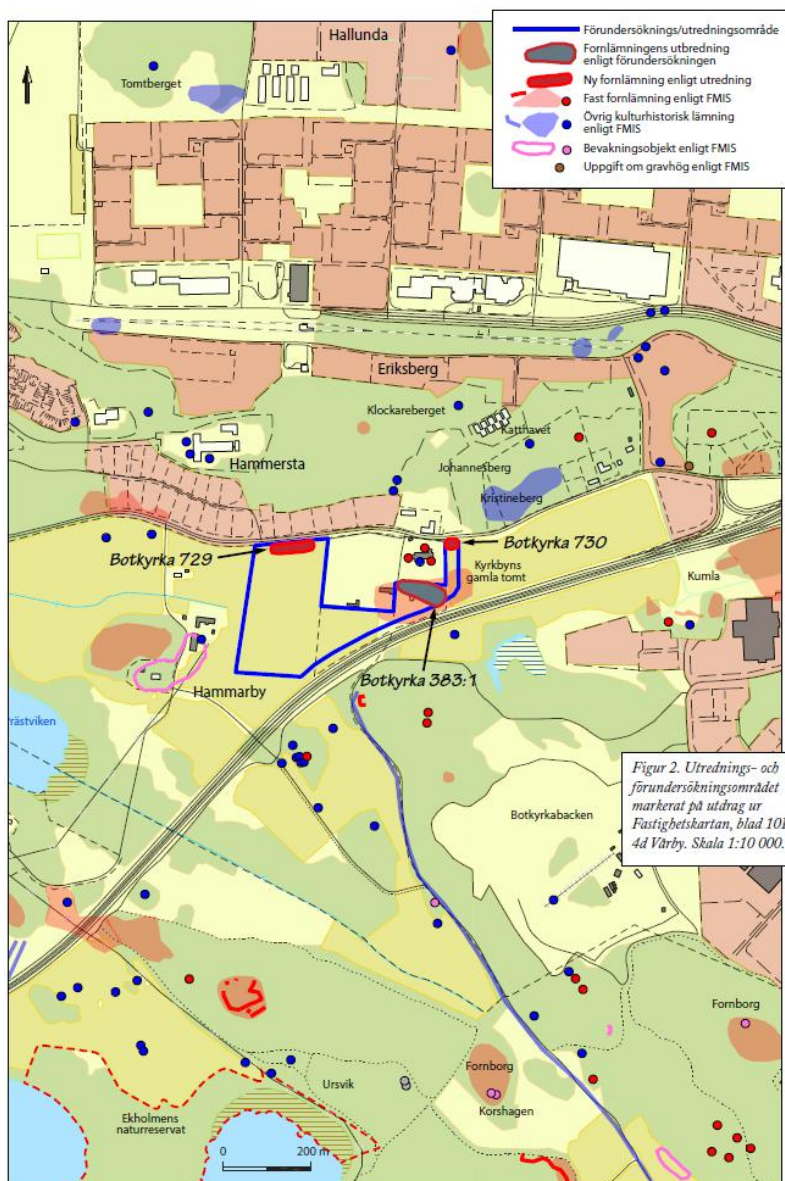 Hallunda
Tomtberget
Förundersöknings/utredningsområde
Fornlämningens utbredning
enligt förundersökningen
Ny fornlämning enligt utredning
Fast fornlämning enligt FMIS
Övrig kulturhistorisk lämning
enligt FMIS
Bevakningsobjekt enligt FMIS
Uppgift om gravhög enligt FMIS
Eriksberg
Klockareberget
Katthavet
Hammersta
Johannesberg
Kristineberg
Botkyrka 729
Botkyrka 730
Kyrkbyns
gamla tomt
Kumla
Botkyrka 383:1
Hammarby
Prästviken
Figur 2. Utrednings- och
förundersökningsområdet
markerat på utdrag ur
Fastighetskartan, blad 10I
4d Vårby. Skala 1:10 000.
Botkyrkabacken
Fornborg
Fornborg
Ursvik
Korshagen
Ekholmens
naturreservat
0
200 m